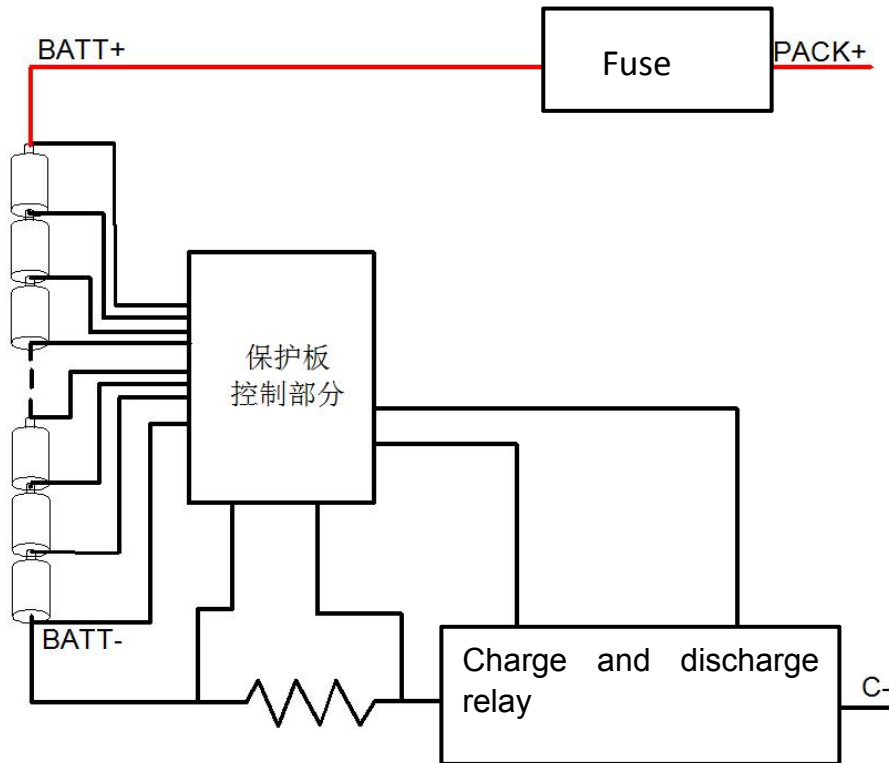 BATT+
Fuse
PACK+
保护板
控制部分
BATT-
Charge and discharge
relay
C-